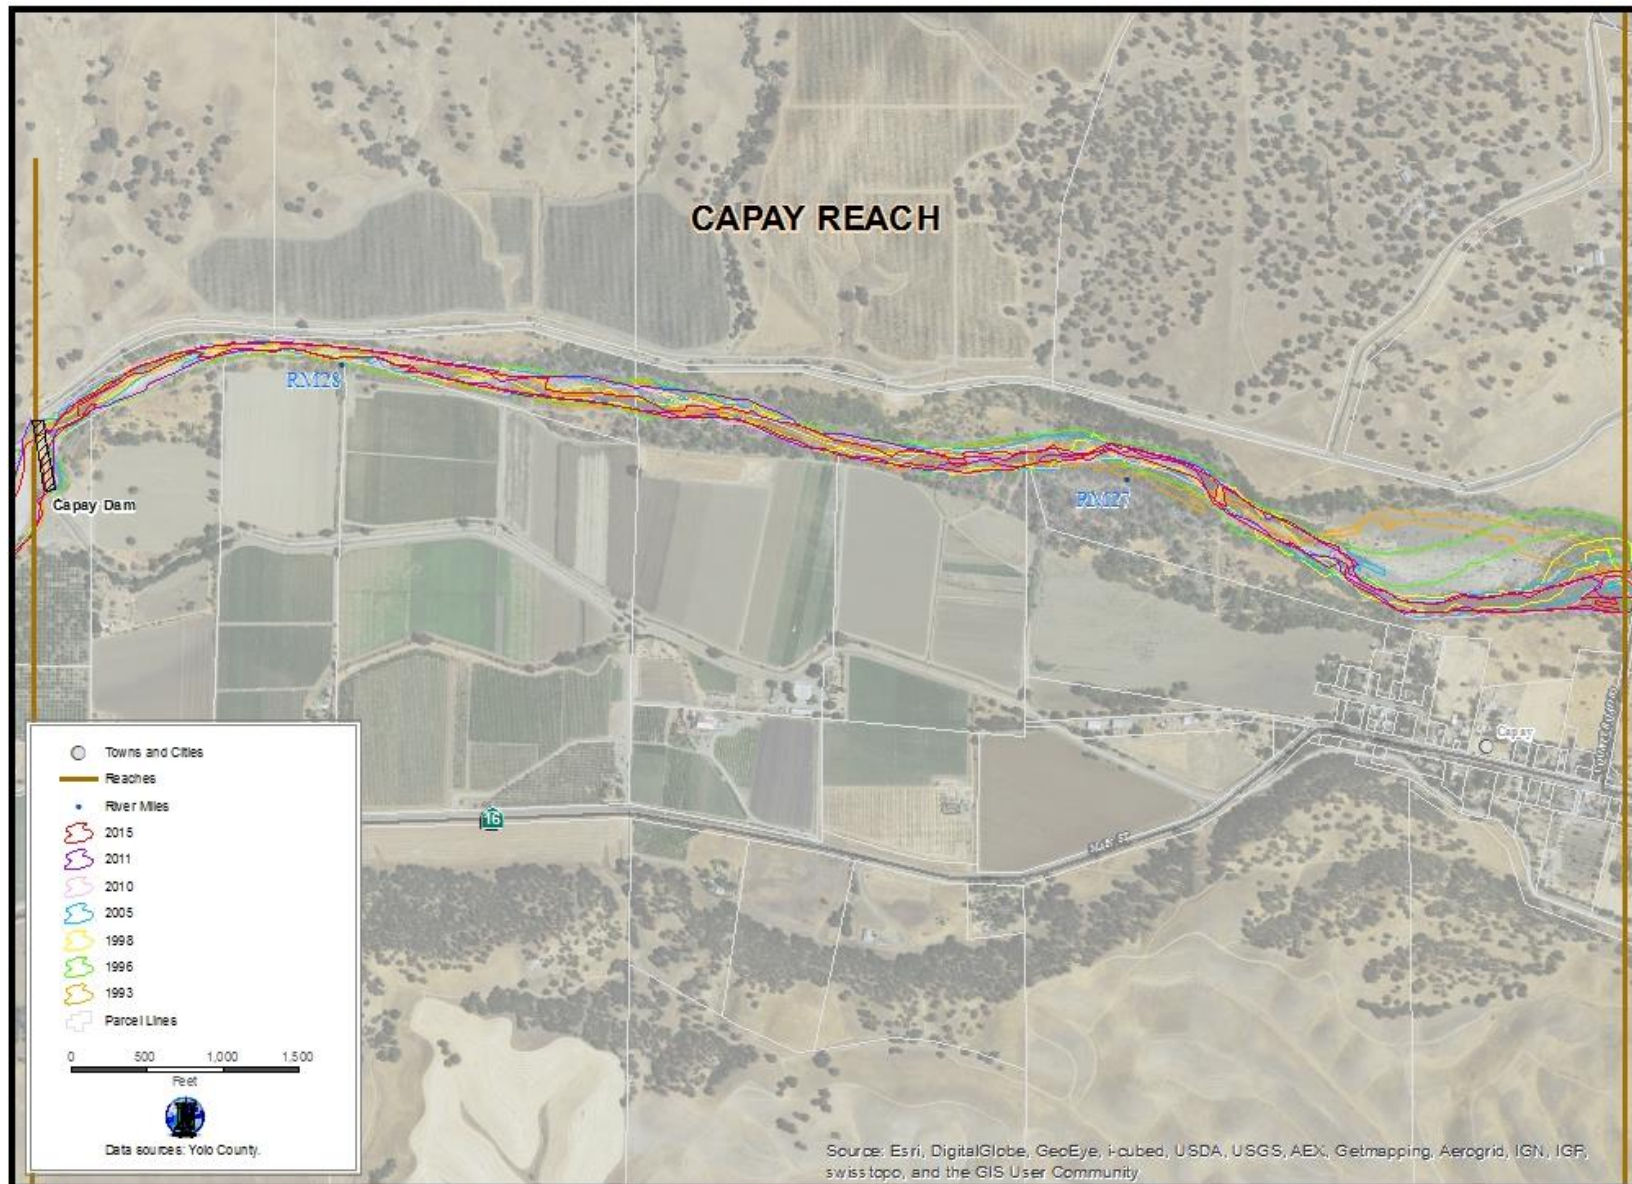 CAPAY REACH
RM28
RM27
Capay Dam
Capay
16
Main St
Towns and Cities
Reaches
River Miles
2015
2011
2010
2005
1998
1996
1993
Parcel Lines
0 500 1,000 1,500
Feet
Data sources: Yolo County.
Source: Esri, DigitalGlobe, GeoEye, i-cubed, USDA, USGS, AEX, Getmapping, Aerogrid, IGN, IGP,
swisstopo, and the GIS User Community